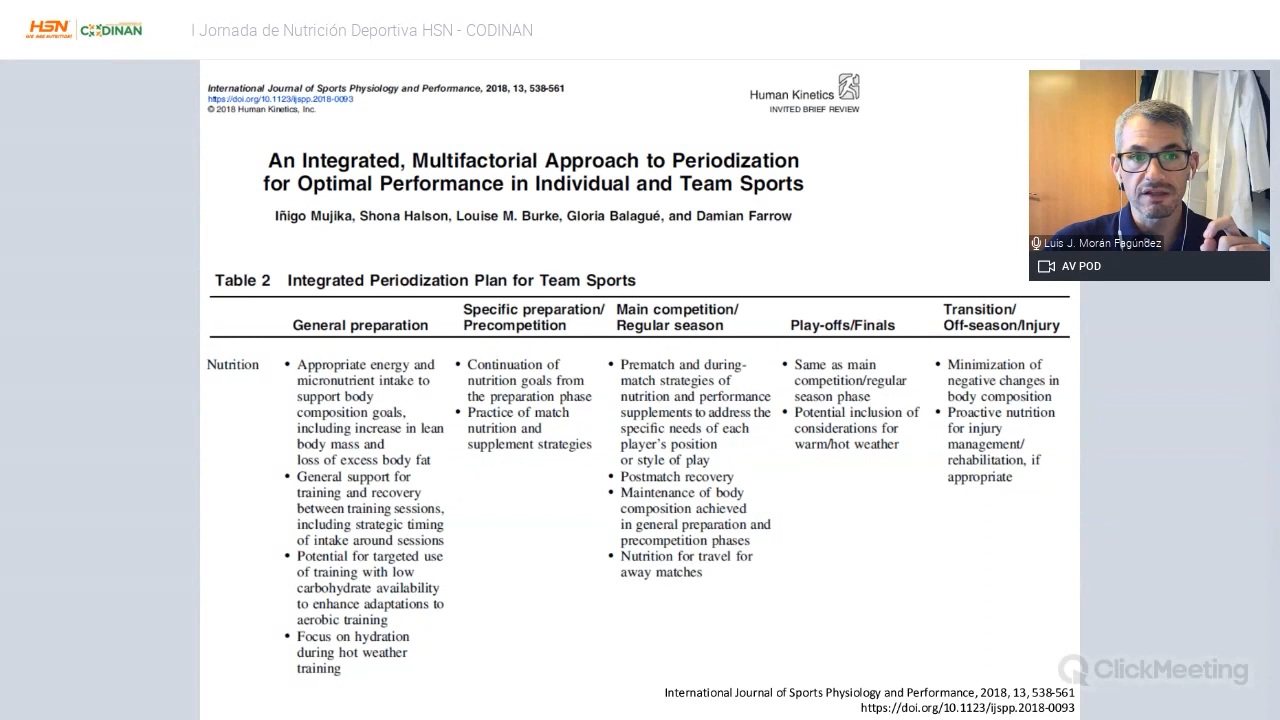 HSN
WE ARE NUTRITION!
CODINAN
I Jornada de Nutrición Deportiva HSN - CODINAN
International Journal of Sports Physiology and Performance, 2018, 13, 538-561
https://doi.org/10.1123/ijspp.2018-0093
© 2018 Human Kinetics, Inc.
Human Kinetics
INVITED BRIEF REVIEW
An Integrated, Multifactorial Approach to Periodization
for Optimal Performance in Individual and Team Sports
Iñigo Mujika, Shona Halson, Louise M. Burke, Gloria Balagué, and Damian Farrow
Luis J. Morán Fagúndez
AV POD
Table 2 Integrated Periodization Plan for Team Sports
General preparation
Specific preparation/
Precompetition
Main competition/
Regular season
Play-offs/Finals
Transition/
Off-season/Injury
Nutrition
• Appropriate energy and
micronutrient intake to
support body
composition goals,
including increase in lean
body mass and
loss of excess body fat
• General support for
training and recovery
between training sessions,
including strategic timing
of intake around sessions
• Potential for targeted use
of training with low
carbohydrate availability
to enhance adaptations to
aerobic training
• Focus on hydration
during hot weather
training
• Continuation of
nutrition goals from
the preparation phase
• Practice of match
nutrition and
supplement strategies
• Prematch and during-
match strategies of
nutrition and performance
supplements to address the
specific needs of each
player's position
or style of play
• Postmatch recovery
• Maintenance of body
composition achieved
in general preparation and
precompetition phases
• Nutrition for travel for
away matches
• Same as main
competition/regular
season phase
• Potential inclusion of
considerations for
warm/hot weather
• Minimization of
negative changes in
body composition
• Proactive nutrition
for injury
management/
rehabilitation, if
appropriate
ClickMeeting
International Journal of Sports Physiology and Performance, 2018, 13, 538-561
https://doi.org/10.1123/ijspp.2018-0093